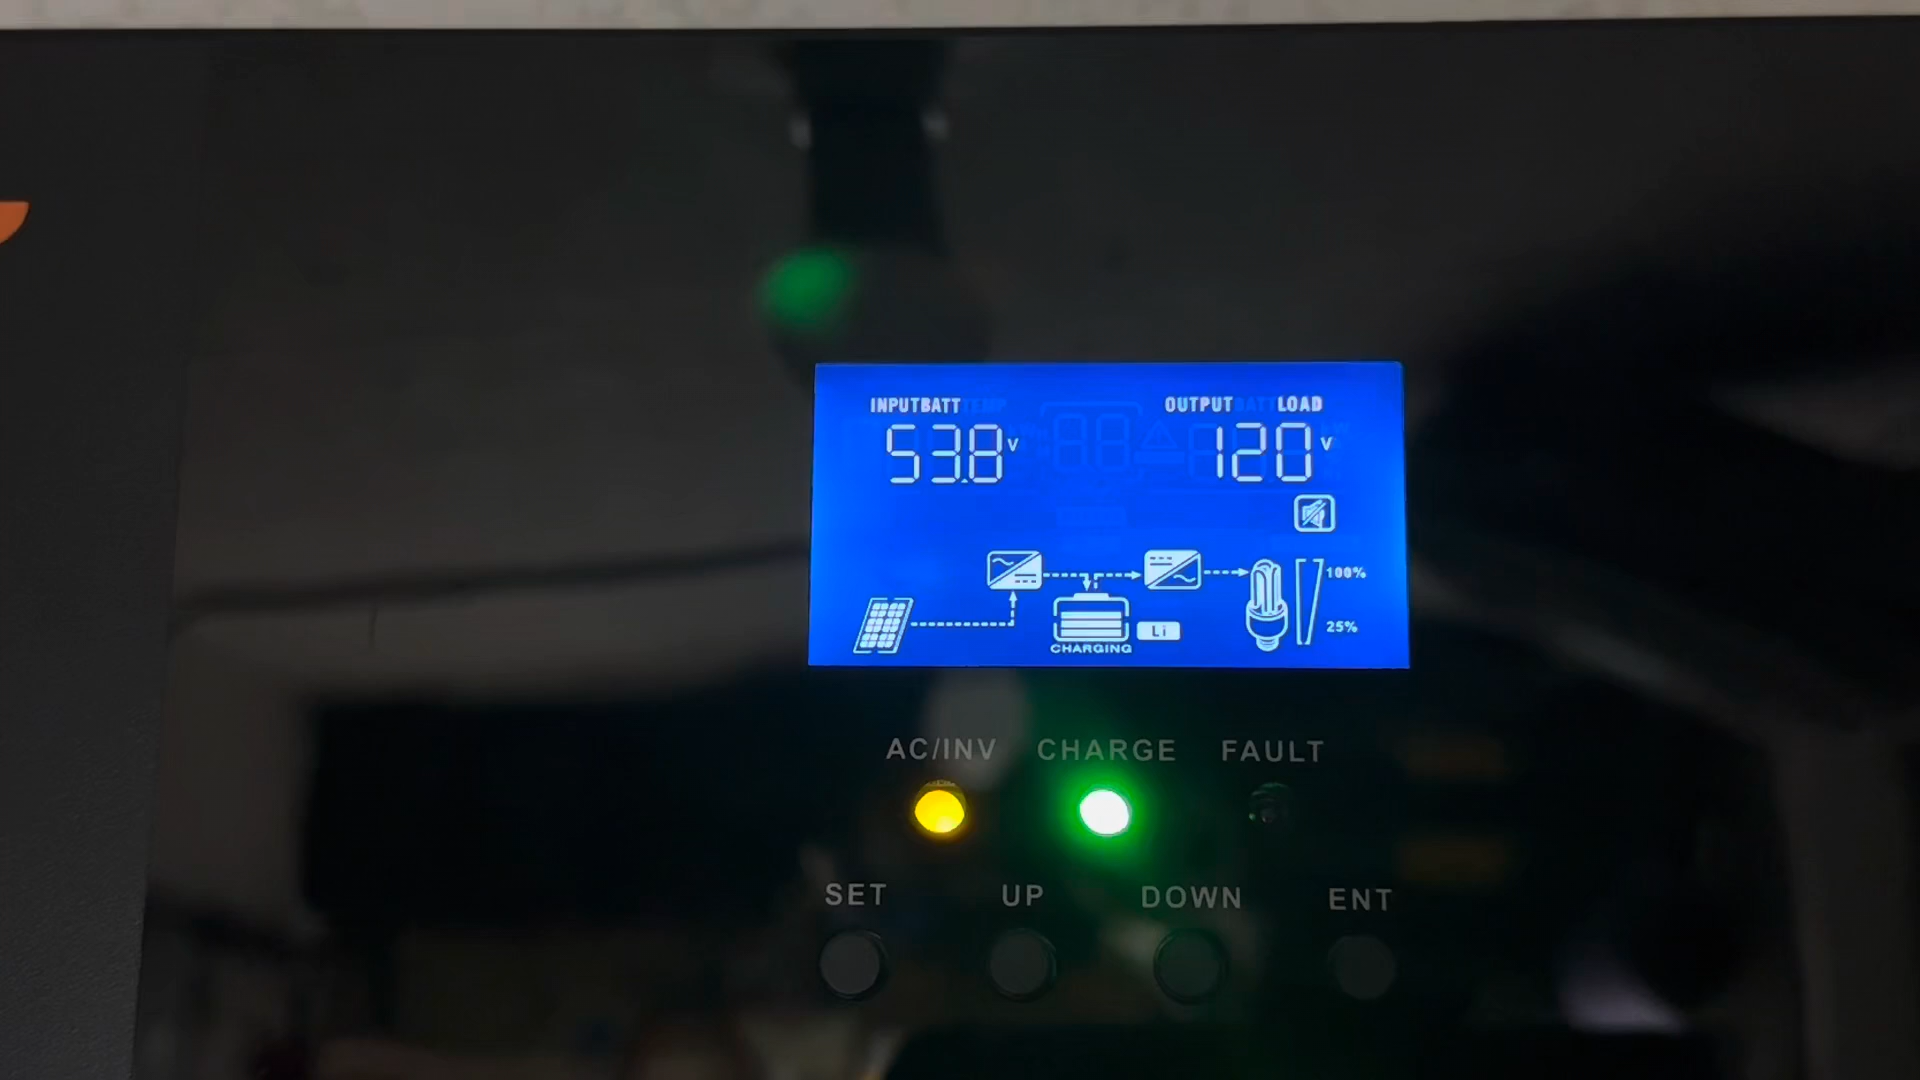 INPUTBATT OUTPUT LOAD
53.8V 120V
100%
25%
Li
CHARGING
AC/INV CHARGE FAULT
SET UP DOWN ENT